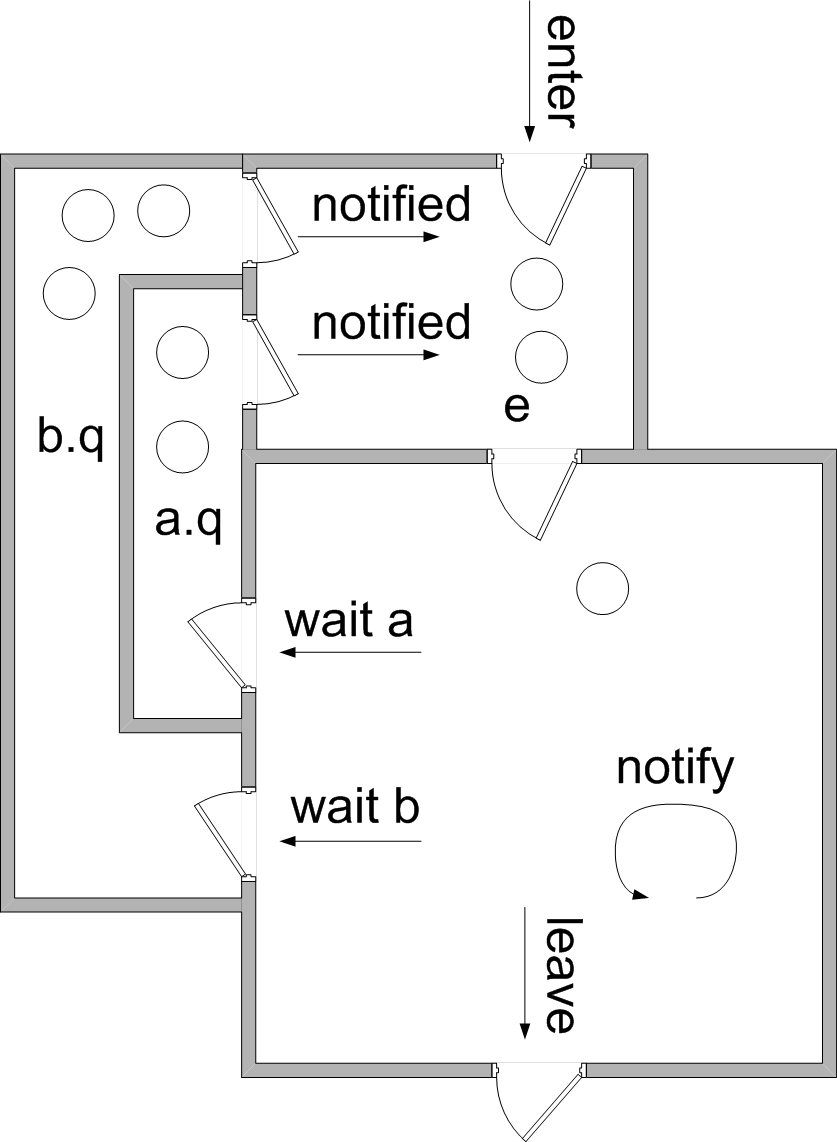 enter
notified
notified
e
b.q
a.q
wait a
notify
wait b
leave